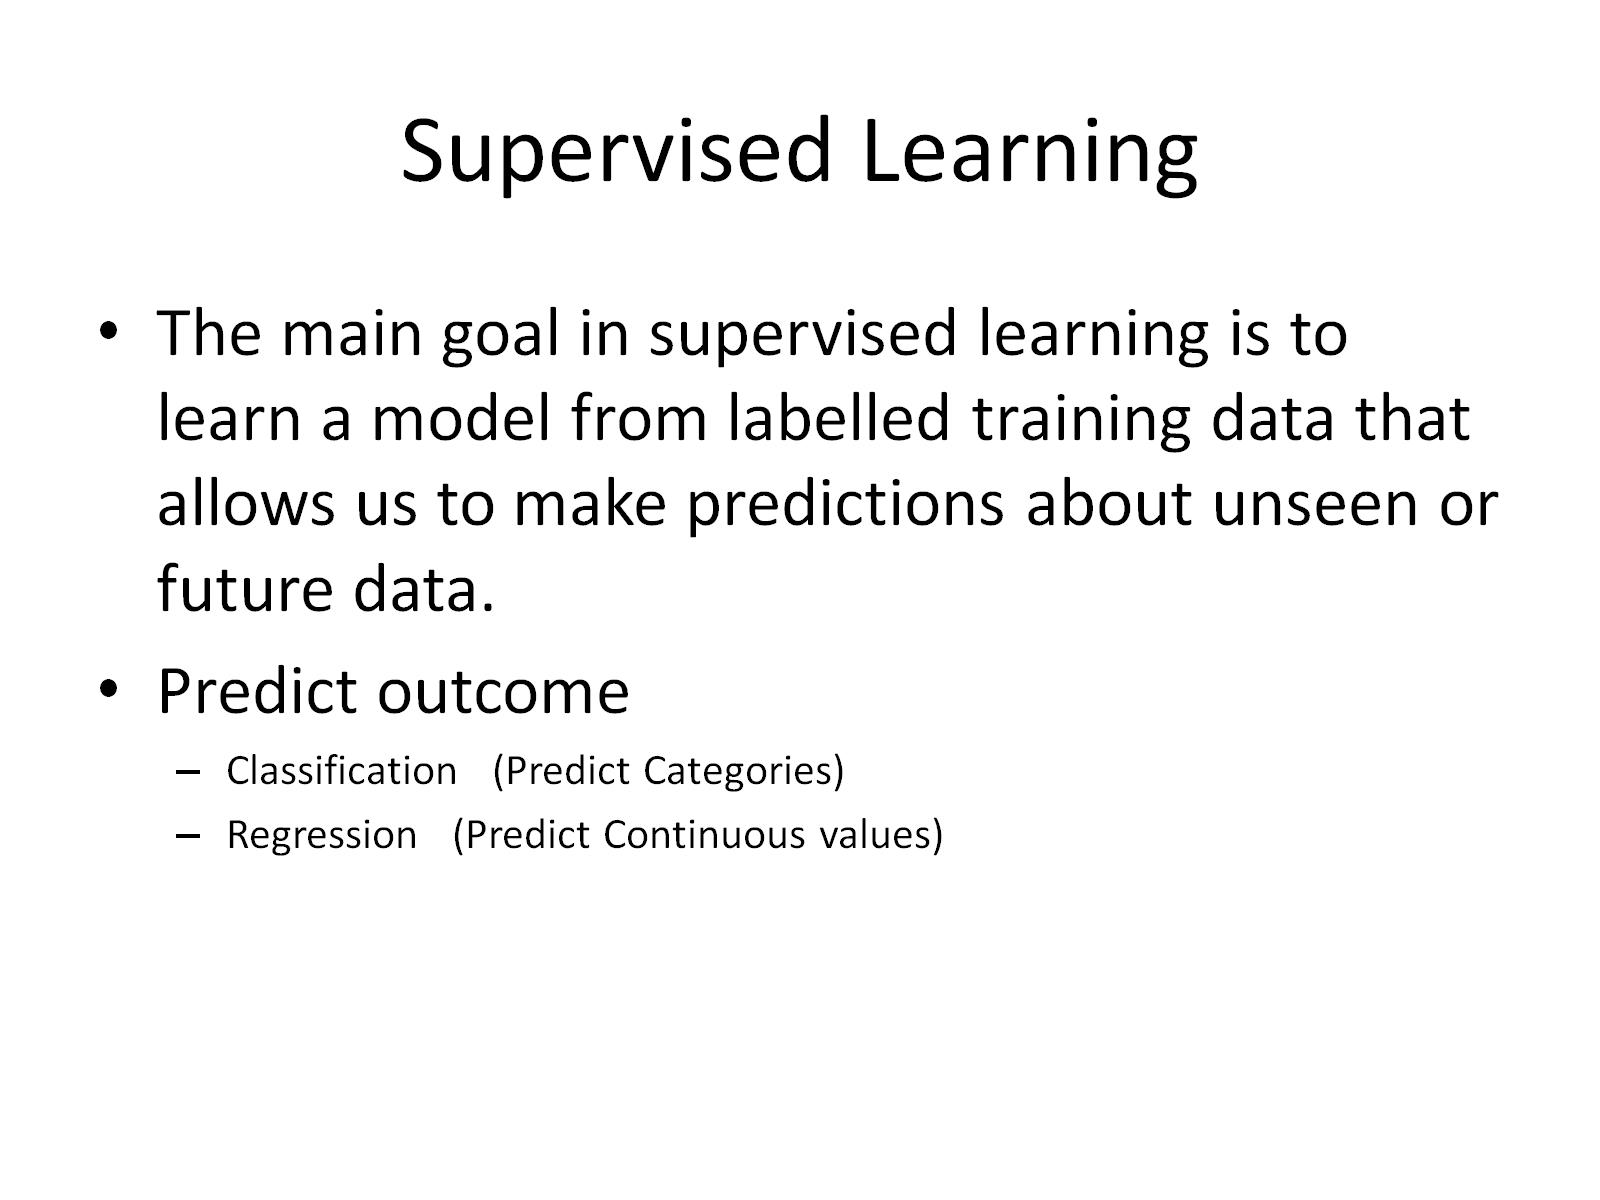 Supervised Learning
• The main goal in supervised learning is to
learn a model from labelled training data that
allows us to make predictions about unseen or
future data.
• Predict outcome
– Classification (Predict Categories)
– Regression (Predict Continuous values)